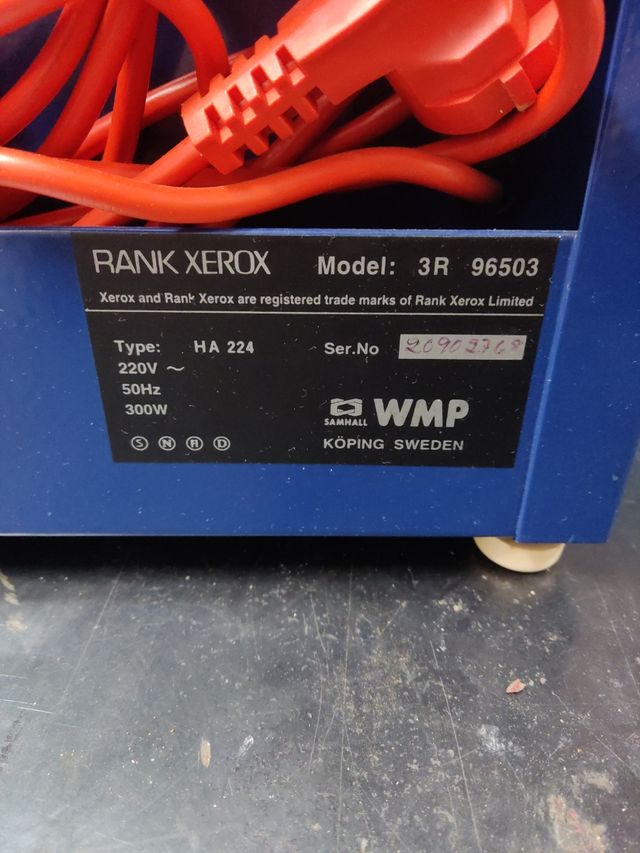 RANK XEROX Model: 3R 96503
Xerox and Rank Xerox are registered trade marks of Rank Xerox Limited
Type: HA 224 Ser.No 20902768
220V ~
50Hz
300W
SAMHALL WMP
S N D
KÖPING SWEDEN